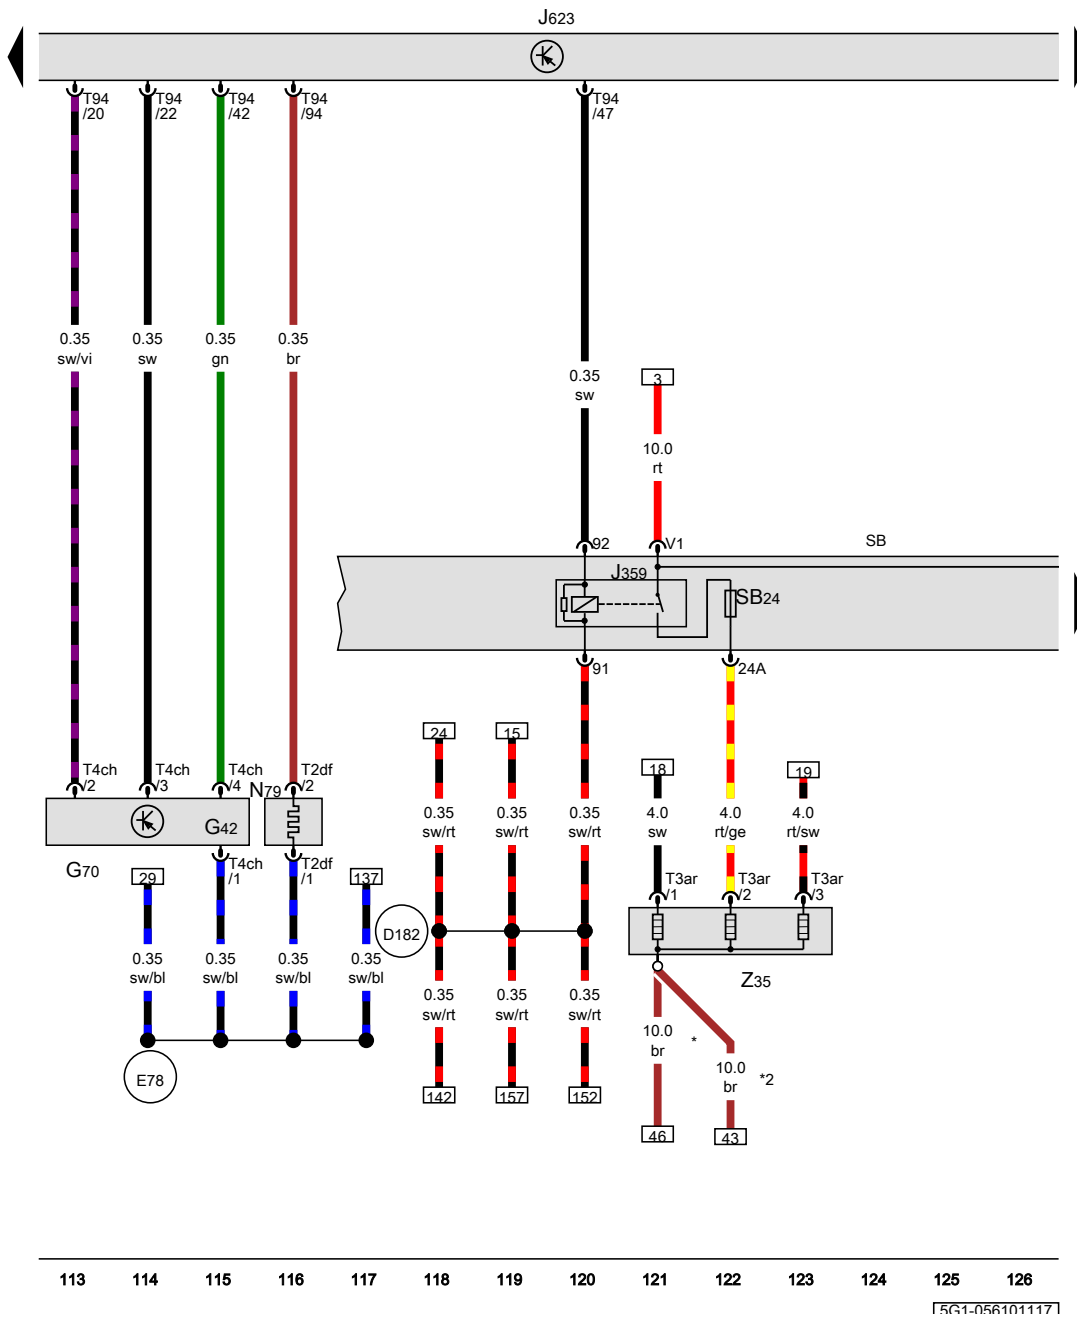 J623
T94
/20
T94
/22
T94
/42
T94
/94
T94
/47
0.35
sw/vi
0.35
sw
0.35
gn
0.35
br
0.35
sw
3
10.0
rt
92
V1
SB
J359
SB24
91
24A
24
15
18
19
T4ch
/2
T4ch
/3
T4ch
/4
N79
T2df
/2
0.35
sw/rt
0.35
sw/rt
0.35
sw/rt
4.0
sw
4.0
rt/ge
4.0
rt/sw
G42
G70
T4ch
/1
T2df
/1
29
137
T3ar
/1
T3ar
/2
T3ar
/3
D182
0.35
sw/bl
0.35
sw/bl
0.35
sw/bl
0.35
sw/bl
Z35
0.35
sw/rt
0.35
sw/rt
0.35
sw/rt
10.0
br
*
10.0
br
*2
E78
142
157
152
46
43
113 114 115 116 117 118 119 120 121 122 123 124 125 126
5G1-056101117